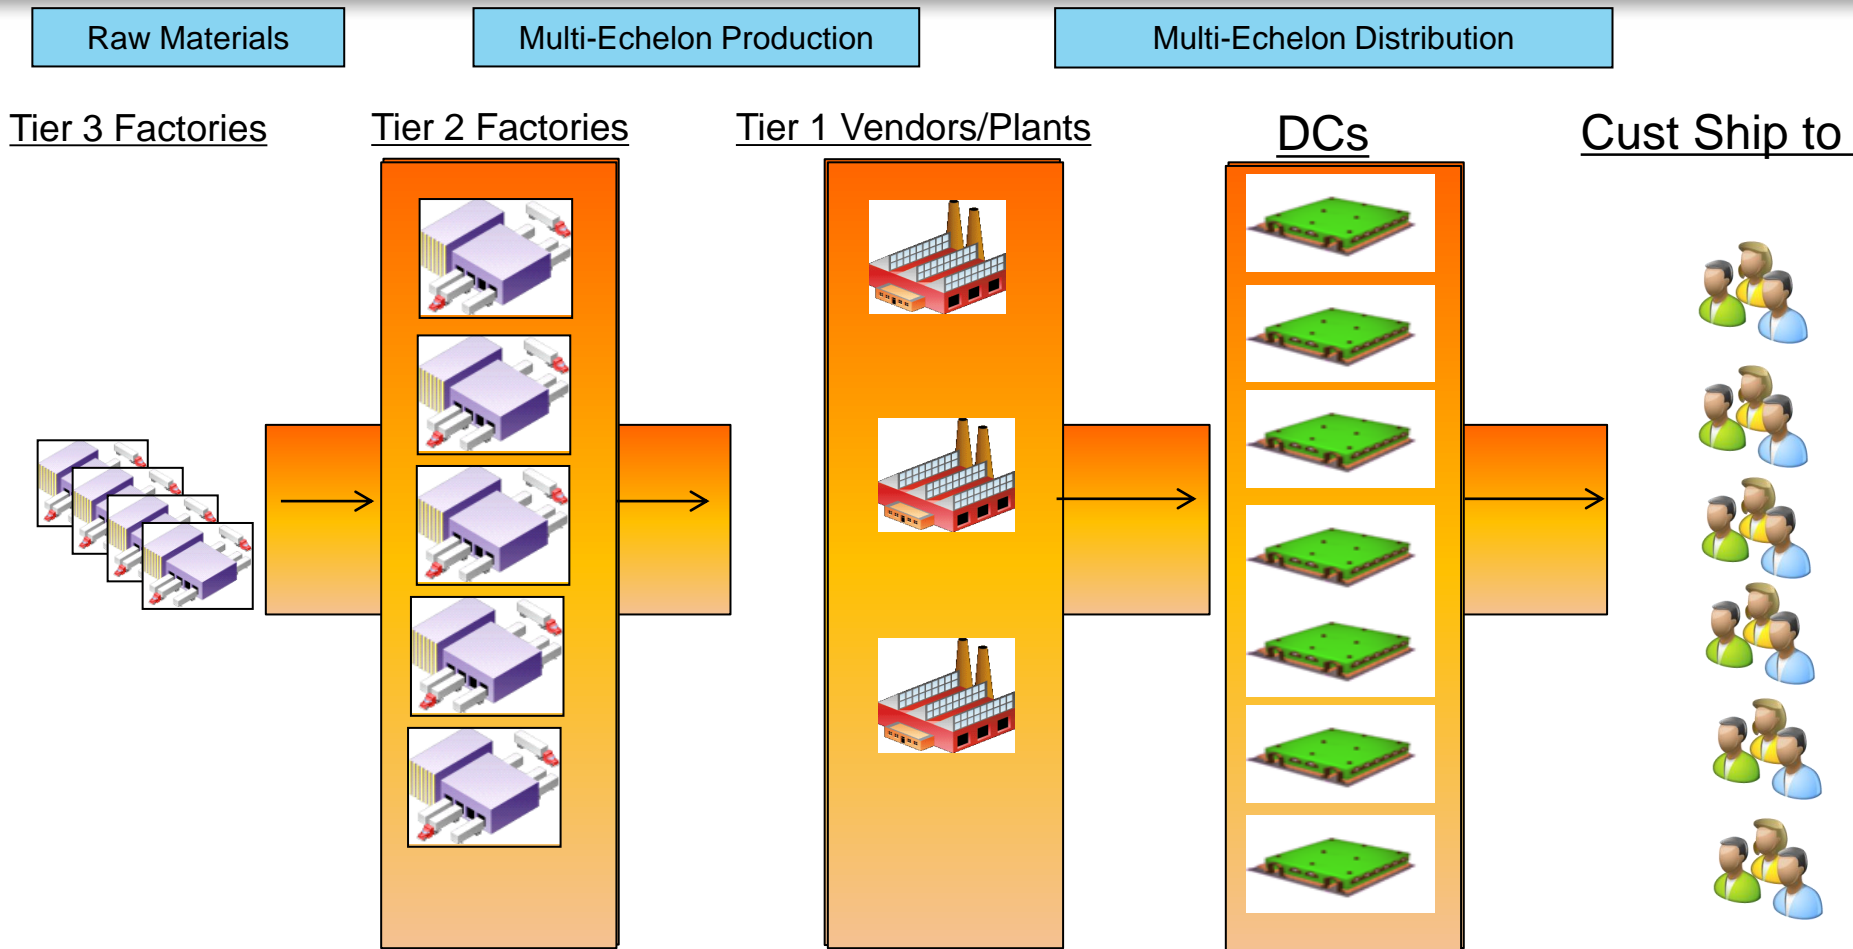 Raw Materials
Multi-Echelon Production
Multi-Echelon Distribution
Tier 3 Factories
Tier 2 Factories
Tier 1 Vendors/Plants
DCs
Cust Ship to